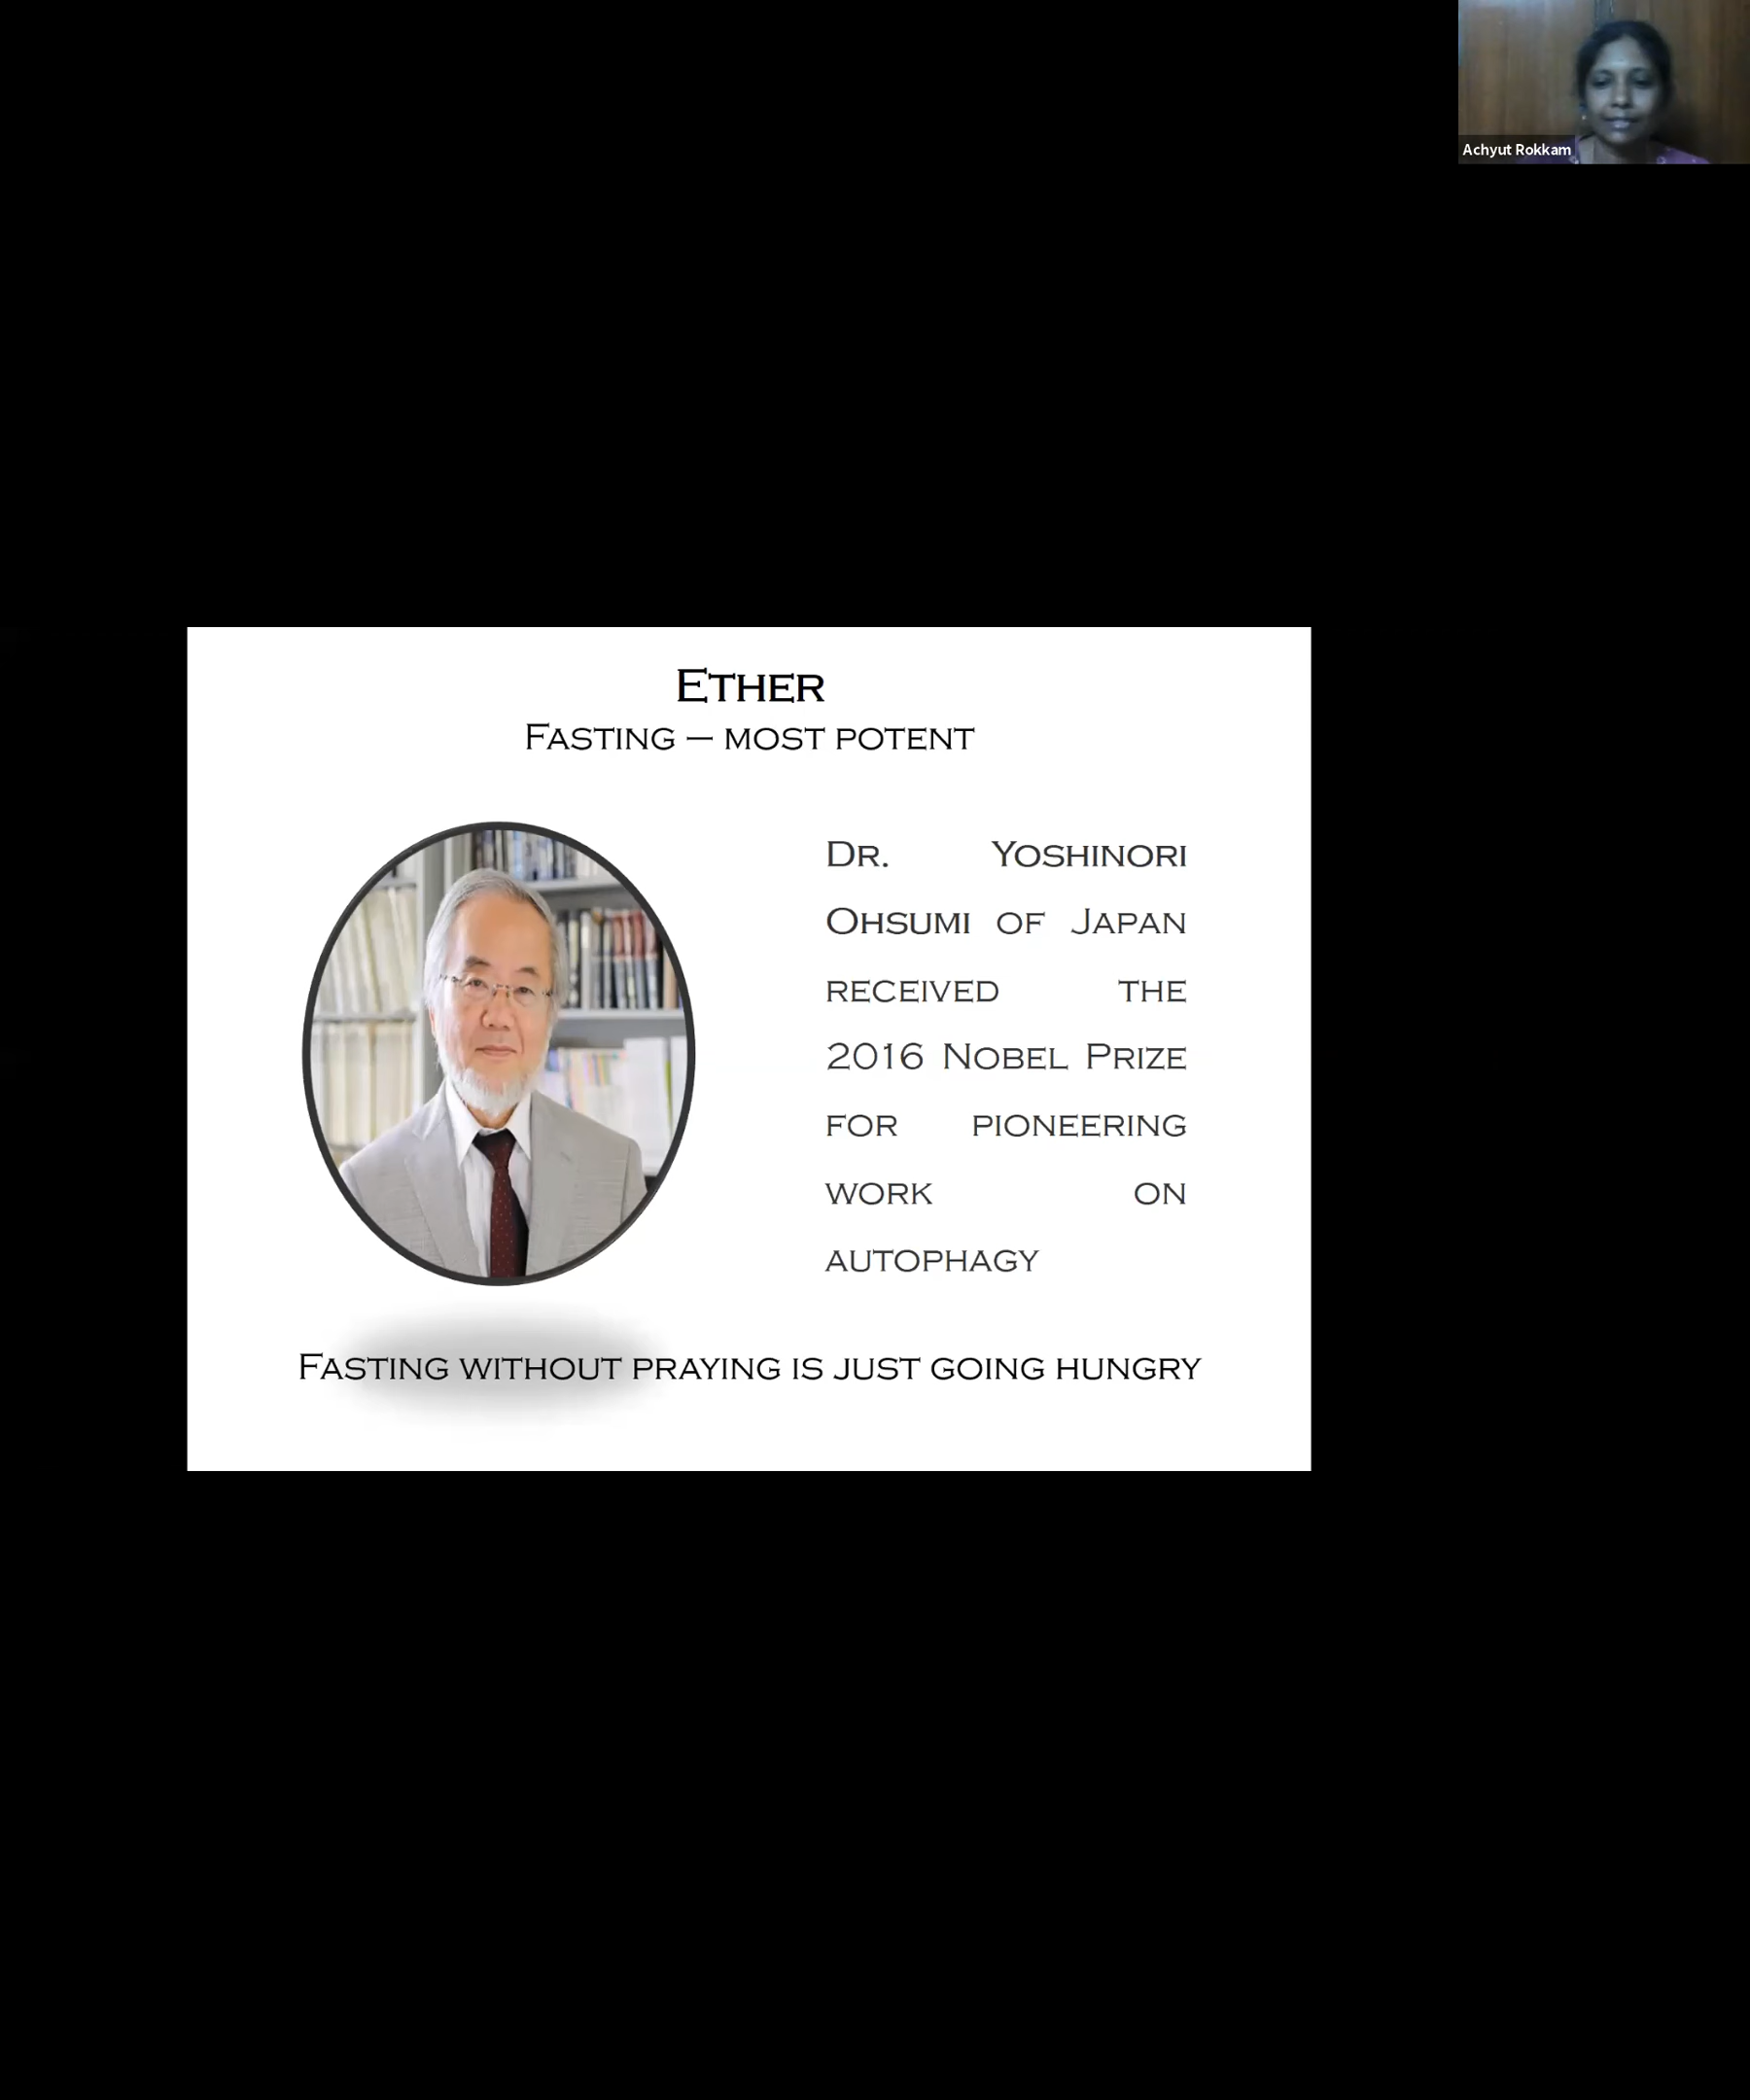 Achyut Rokkam
ETHER
FASTING – MOST POTENT
DR. YOSHINORI
OHSUMI OF JAPAN
RECEIVED THE
2016 NOBEL PRIZE
FOR PIONEERING
WORK ON
AUTOPHAGY
FASTING WITHOUT PRAYING IS JUST GOING HUNGRY